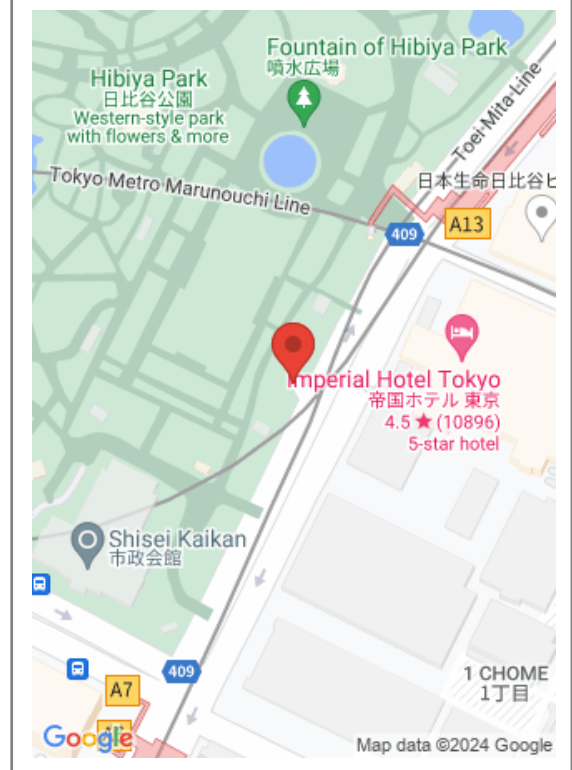 Fountain of Hibiya Park
噴水広場
Hibiya Park
日比谷公園
Western-style park
with flowers & more
Toei-Mita-Line
Tokyo Metro Marunouchi Line
日本生命日比谷ビ
A13
409
Imperial Hotel Tokyo
帝国ホテル 東京
4.5 ★ (10896)
5-star hotel
Shisei Kaikan
市政会館
409
1 CHOME
1丁目
A7
Google
Map data ©2024 Google